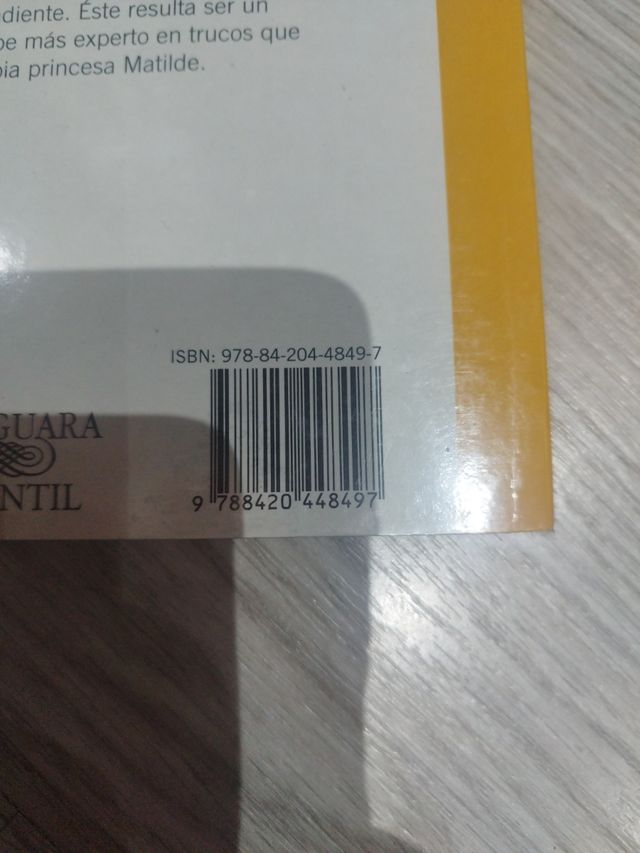 diente. Éste resulta ser un
be más experto en trucos que
pia princesa Matilde.
ISBN: 978-84-204-4849-7
GUARA
NTIL
9 788420 448497